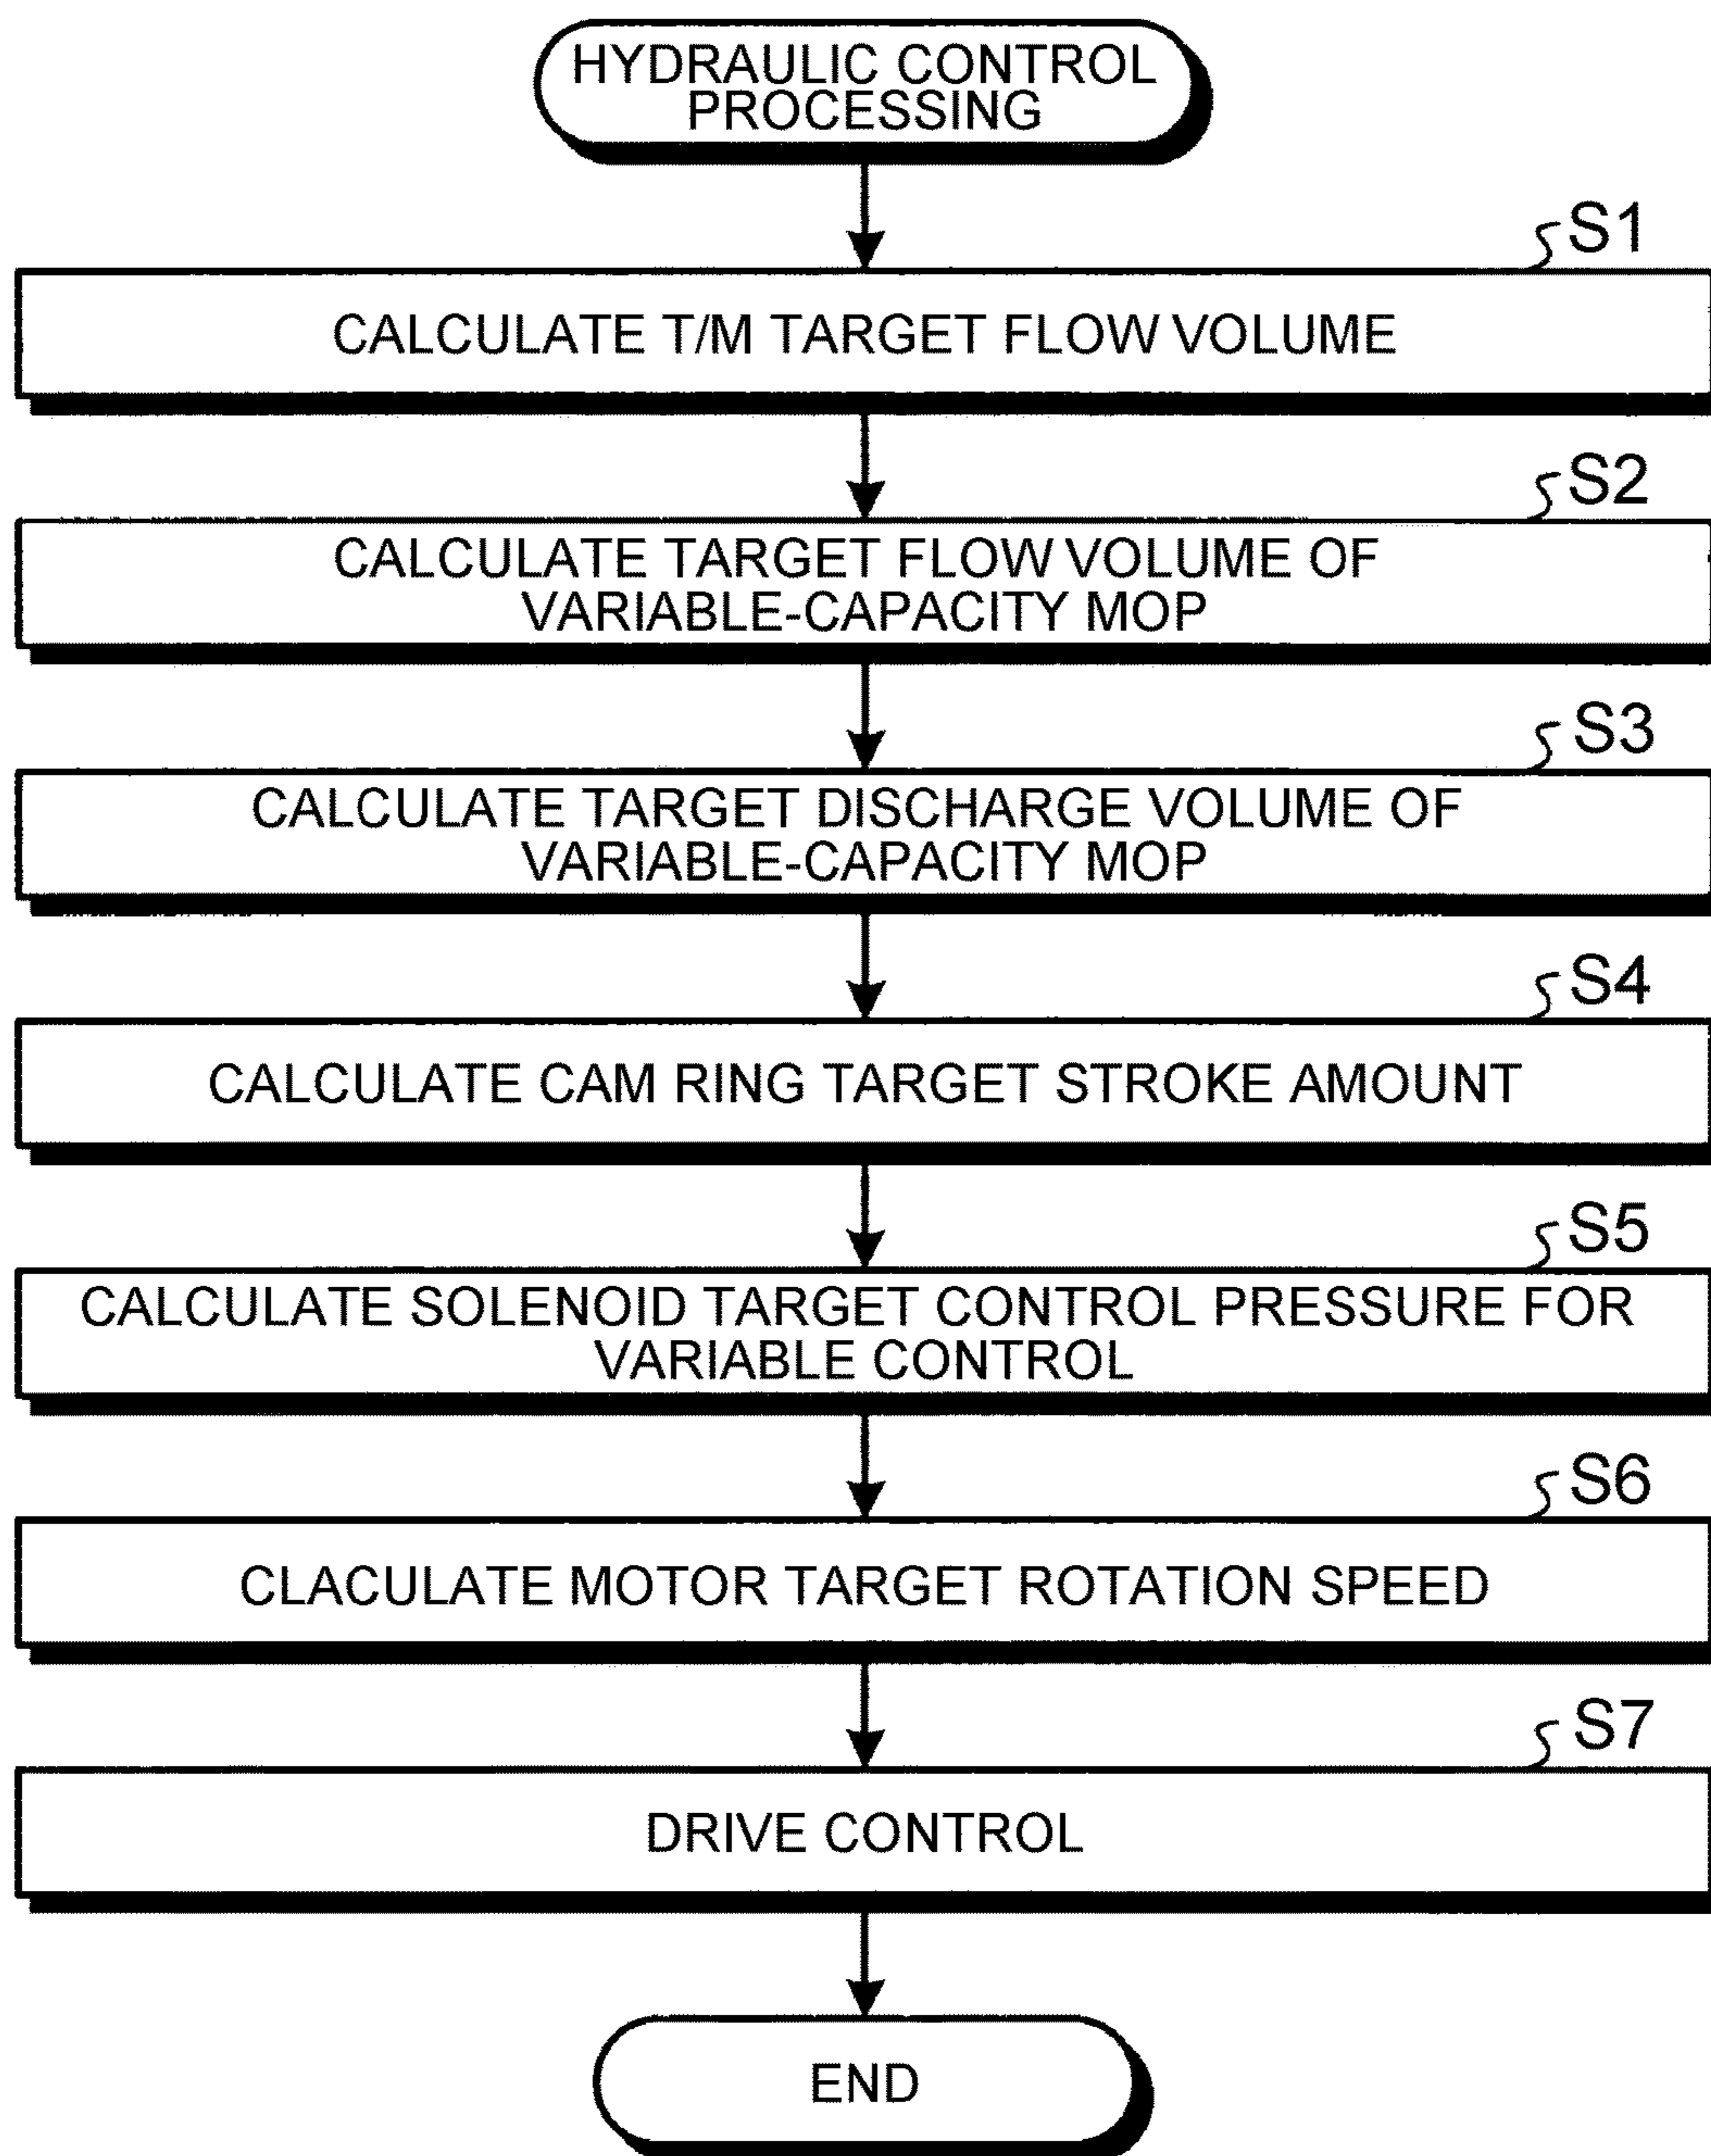 HYDRAULIC CONTROL
PROCESSING
S1
CALCULATE T/M TARGET FLOW VOLUME
S2
CALCULATE TARGET FLOW VOLUME OF
VARIABLE-CAPACITY MOP
S3
CALCULATE TARGET DISCHARGE VOLUME OF
VARIABLE-CAPACITY MOP
S4
CALCULATE CAM RING TARGET STROKE AMOUNT
S5
CALCULATE SOLENOID TARGET CONTROL PRESSURE FOR
VARIABLE CONTROL
S6
CLACULATE MOTOR TARGET ROTATION SPEED
S7
DRIVE CONTROL
END